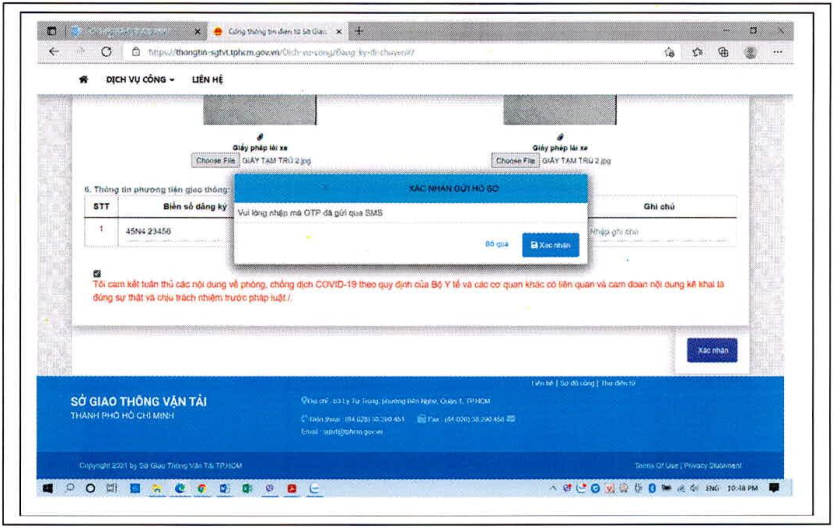 Cổng thông tin điện tử Sở Giao
https://thongtin-sgtvt.tphcm.gov.vn/Dich-vu-cong/Dang-ky-di-chuyen#/
DỊCH VỤ CÔNG LIÊN HỆ
Giấy phép lái xe Giấy phép lái xe
Choose File GIẤY TẠM TRÚ 2.jpg Choose File GIẤY TẠM TRÚ 2.jpg
XÁC NHẬN GỬI HỒ SƠ
6. Thông tin phương tiện giao thông:
STT Biển số đăng ký Ghi chú
Vui lòng nhập mã OTP đã gửi qua SMS
1 45N4 23456 Nhập ghi chú
Bỏ qua Xác nhận
Tôi cam kết tuân thủ các nội dung về phòng, chống dịch COVID-19 theo quy định của Bộ Y tế và các cơ quan khác có liên quan và cam đoan nội dung kê khai là
đúng sự thật và chịu trách nhiệm trước pháp luật /.
Xác nhận
Liên hệ | Sơ đồ cổng | Thư điện tử
SỞ GIAO THÔNG VẬN TẢI
THÀNH PHỐ HỒ CHÍ MINH
Địa chỉ : 63 Lý Tự Trọng, phường Bến Nghé, Quận 1, TP.HCM
Điện thoại : (84.028) 38.290.451 Fax : (84.028) 38.290.458
Email : sgtvt@tphcm.gov.vn
Copyright 2021 by Sở Giao Thông Vận Tải TP.HCM Terms Of Use | Privacy Statement
ENG 10:48 PM